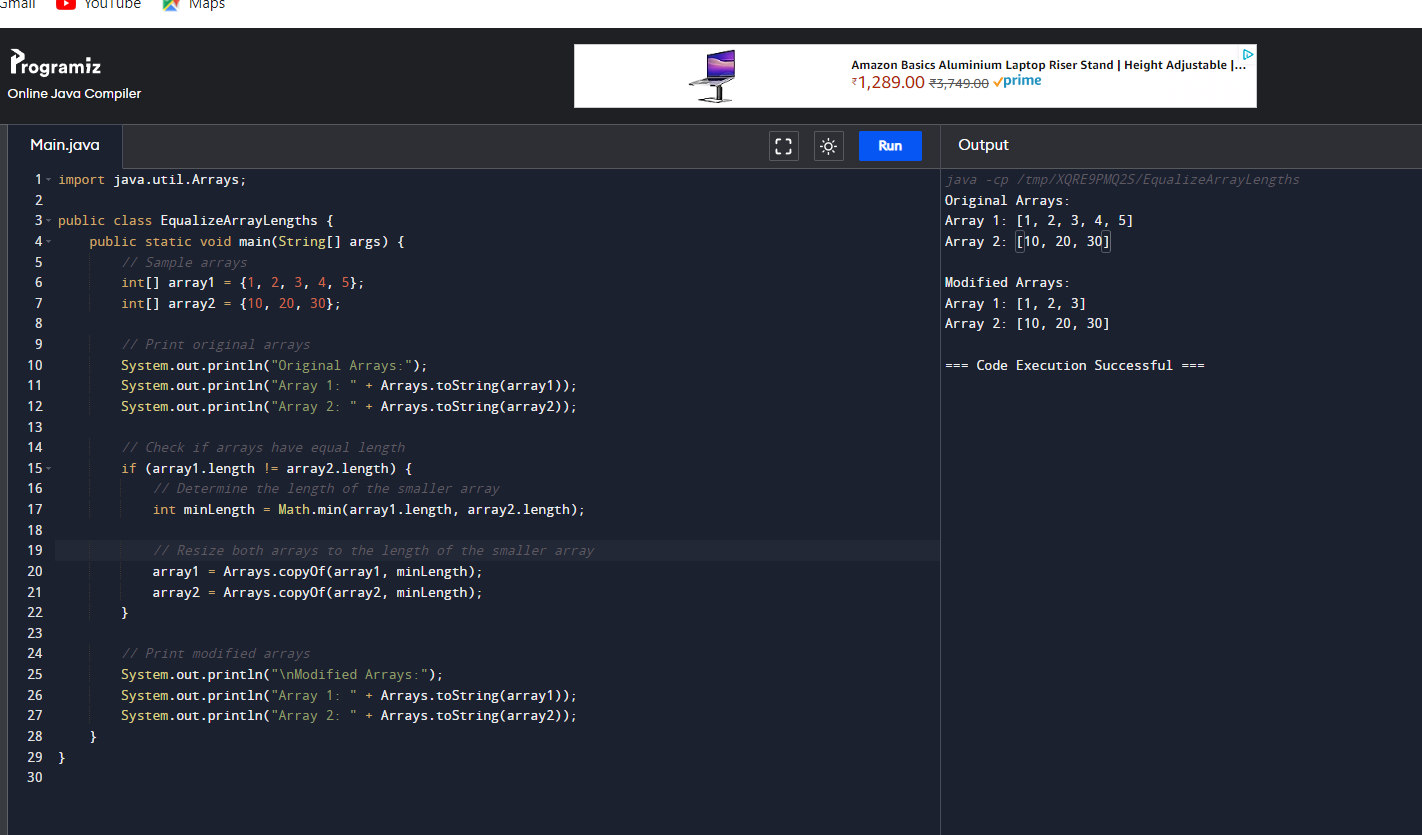 Gmail YouTube Maps
Programiz
Online Java Compiler
Amazon Basics Aluminium Laptop Riser Stand | Height Adjustable |...
₹1,289.00 ₹3,749.00 prime
Main.java
Run
Output
1 import java.util.Arrays;
2
3 public class EqualizeArrayLengths {
4     public static void main(String[] args) {
5         // Sample arrays
6         int[] array1 = {1, 2, 3, 4, 5};
7         int[] array2 = {10, 20, 30};
8
9         // Print original arrays
10         System.out.println("Original Arrays:");
11         System.out.println("Array 1: " + Arrays.toString(array1));
12         System.out.println("Array 2: " + Arrays.toString(array2));
13
14         // Check if arrays have equal length
15         if (array1.length != array2.length) {
16             // Determine the length of the smaller array
17             int minLength = Math.min(array1.length, array2.length);
18
19             // Resize both arrays to the length of the smaller array
20             array1 = Arrays.copyOf(array1, minLength);
21             array2 = Arrays.copyOf(array2, minLength);
22         }
23
24         // Print modified arrays
25         System.out.println("\nModified Arrays:");
26         System.out.println("Array 1: " + Arrays.toString(array1));
27         System.out.println("Array 2: " + Arrays.toString(array2));
28     }
29 }
30
java -cp /tmp/XQRE9PMQ2S/EqualizeArrayLengths
Original Arrays:
Array 1: [1, 2, 3, 4, 5]
Array 2: [10, 20, 30]
Modified Arrays:
Array 1: [1, 2, 3]
Array 2: [10, 20, 30]
=== Code Execution Successful ===